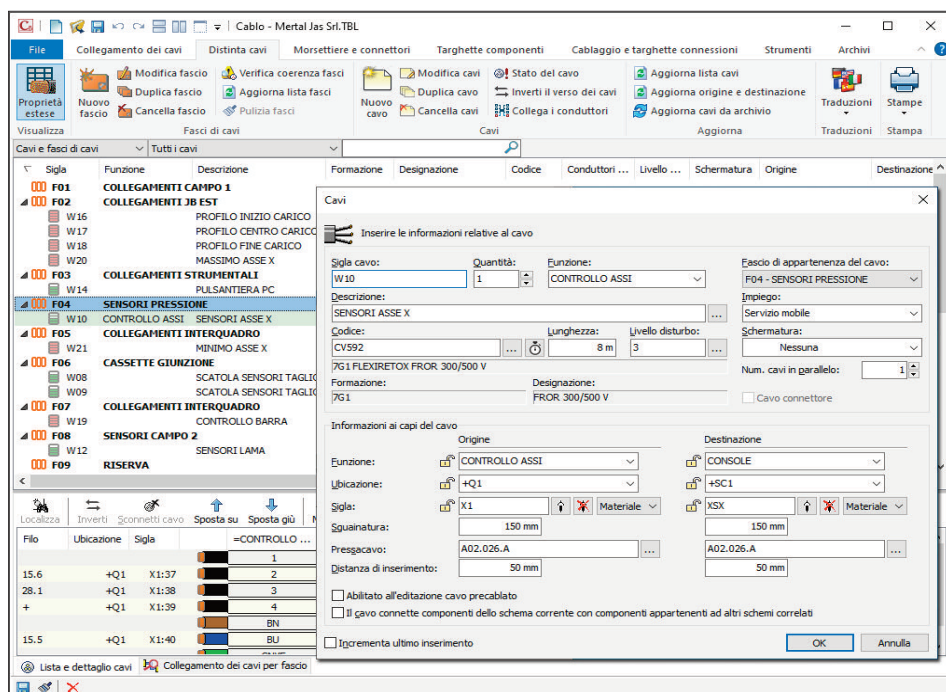 Cablo - Mertal Jas Srl.TBL
File Collegamento dei cavi Distinta cavi Morsettiere e connettori Targhette componenti Cablaggio e targhette connessioni Strumenti Archivi
Proprietà estese
Visualizza
Nuovo fascio
Modifica fascio
Duplica fascio
Cancella fascio
Verifica coerenza fasci
Aggiorna lista fasci
Pulizia fasci
Fasci di cavi
Nuovo cavo
Modifica cavi
Duplica cavo
Cancella cavi
Stato del cavo
Inverti il verso dei cavi
Collega i conduttori
Cavi
Aggiorna lista cavi
Aggiorna origine e destinazione
Aggiorna cavi da archivio
Aggiorna
Traduzioni
Traduzioni
Stampe
Stampa
Cavi e fasci di cavi Tutti i cavi
Sigla Funzione Descrizione Formazione Designazione Codice Conduttori ... Livello ... Schermatura Origine Destinazione
F01 COLLEGAMENTI CAMPO 1
F02 COLLEGAMENTI JB EST
W16 PROFILO INIZIO CARICO
W17 PROFILO CENTRO CARICO
W18 PROFILO FINE CARICO
W20 MASSIMO ASSE X
F03 COLLEGAMENTI STRUMENTALI
W14 PULSANTIERA PC
F04 SENSORI PRESSIONE
W10 CONTROLLO ASSI SENSORI ASSE X
F05 COLLEGAMENTI INTERQUADRO
W21 MINIMO ASSE X
F06 CASSETTE GIUNZIONE
W08 SCATOLA SENSORI TAGLIO
W09 SCATOLA SENSORI TAGLIO
F07 COLLEGAMENTI INTERQUADRO
W19 CONTROLLO BARRA
F08 SENSORI CAMPO 2
W12 SENSORI LAMA
F09 RISERVA
Localizza Inverti Sconnetti cavo Sposta su Sposta giù
Filo Ubicazione Sigla =CONTROLLO ...
1
15.6 +Q1 X1:37 2
28.1 +Q1 X1:38 3
+ +Q1 X1:39 4
BN
15.5 +Q1 X1:40 BU
Lista e dettaglio cavi Collegamento dei cavi per fascio
Cavi
Inserire le informazioni relative al cavo
Sigla cavo: Quantità: Funzione: Fascio di appartenenza del cavo:
W10 1 CONTROLLO ASSI F04 - SENSORI PRESSIONE
Descrizione: Impiego:
SENSORI ASSE X ... Servizio mobile
Codice: Lunghezza: Livello disturbo: Schermatura:
CV592 ... 8 m 3 ... Nessuna
7G1 FLEXIRETOX FROR 300/500 V Num. cavi in parallelo: 1
Formazione: Designazione:
7G1 FROR 300/500 V Cavo connettore
Informazioni ai capi del cavo
Origine Destinazione
Funzione: CONTROLLO ASSI CONSOLE
Ubicazione: +Q1 +SC1
Sigla: X1 Materiale XSX Materiale
Sguainatura: 150 mm 150 mm
Pressacavo: A02.026.A ... A02.026.A ...
Distanza di inserimento: 50 mm 50 mm
Abilitato all'editazione cavo precablato
Il cavo connette componenti dello schema corrente con componenti appartenenti ad altri schemi correlati
Incrementa ultimo inserimento OK Annulla